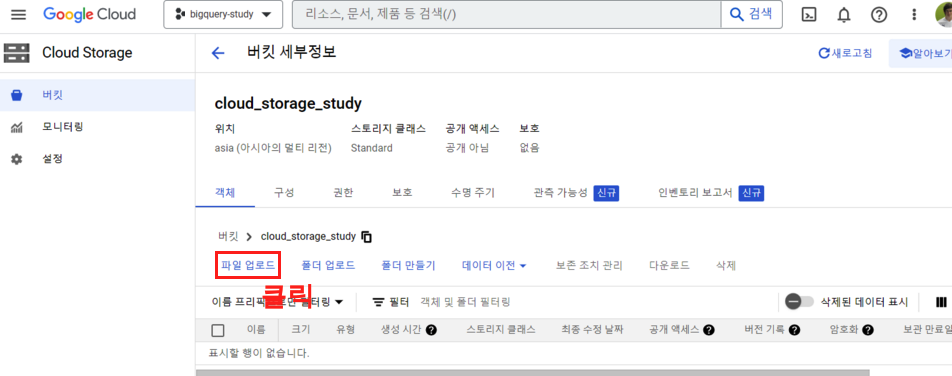 Google Cloud
bigquery-study
리소스, 문서, 제품 등 검색(/)
검색
Cloud Storage
버킷 세부정보
새로고침
알아보기
버킷
모니터링
설정
cloud_storage_study
위치 스토리지 클래스 공개 액세스 보호
asia (아시아의 멀티 리전) Standard 공개 아님 없음
객체 구성 권한 보호 수명 주기 관측 가능성 신규 인벤토리 보고서 신규
버킷 > cloud_storage_study
파일 업로드 폴더 업로드 폴더 만들기 데이터 이전 보존 조치 관리 다운로드 삭제
클릭
이름 프리픽스로만 필터링 필터 객체 및 폴더 필터링 삭제된 데이터 표시
이름 크기 유형 생성 시간 ? 스토리지 클래스 최종 수정 날짜 공개 액세스 ? 버전 기록 ? 암호화 ? 보관 만료일
표시할 행이 없습니다.